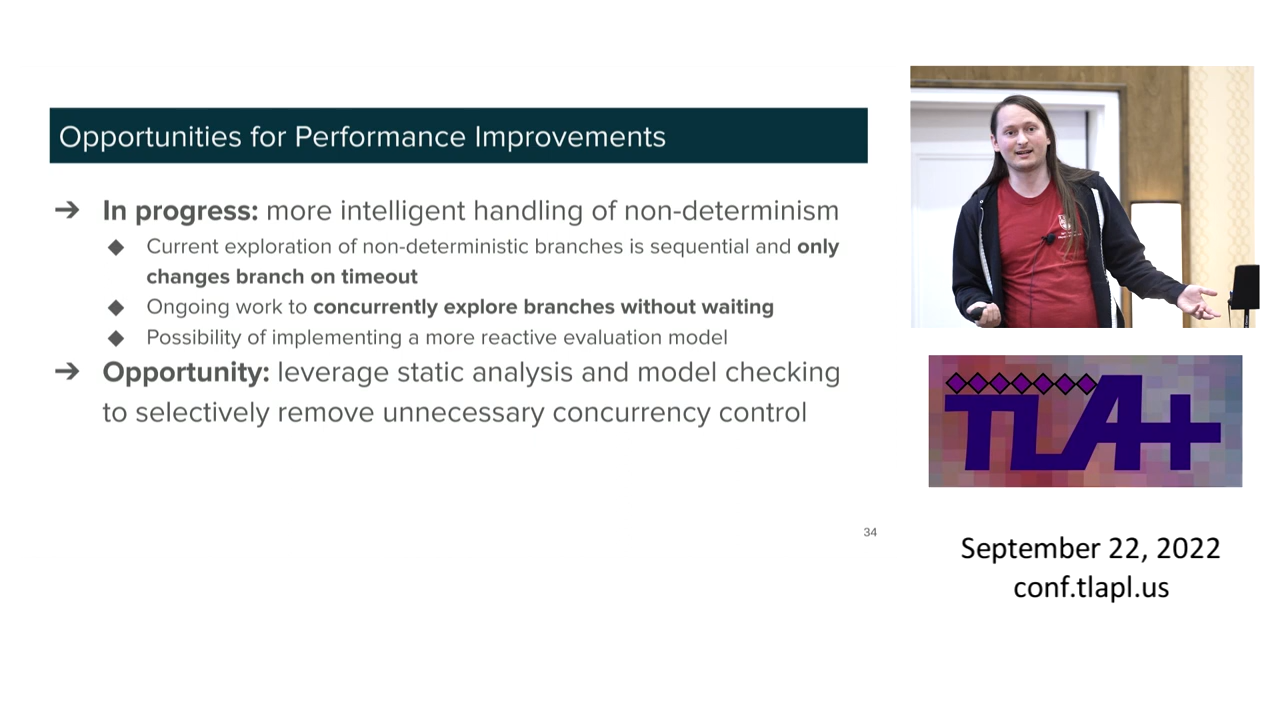 Opportunities for Performance Improvements
➔ In progress: more intelligent handling of non-determinism
◆ Current exploration of non-deterministic branches is sequential and only
changes branch on timeout
◆ Ongoing work to concurrently explore branches without waiting
◆ Possibility of implementing a more reactive evaluation model
➔ Opportunity: leverage static analysis and model checking
to selectively remove unnecessary concurrency control
34
TLA+
September 22, 2022
conf.tlapl.us